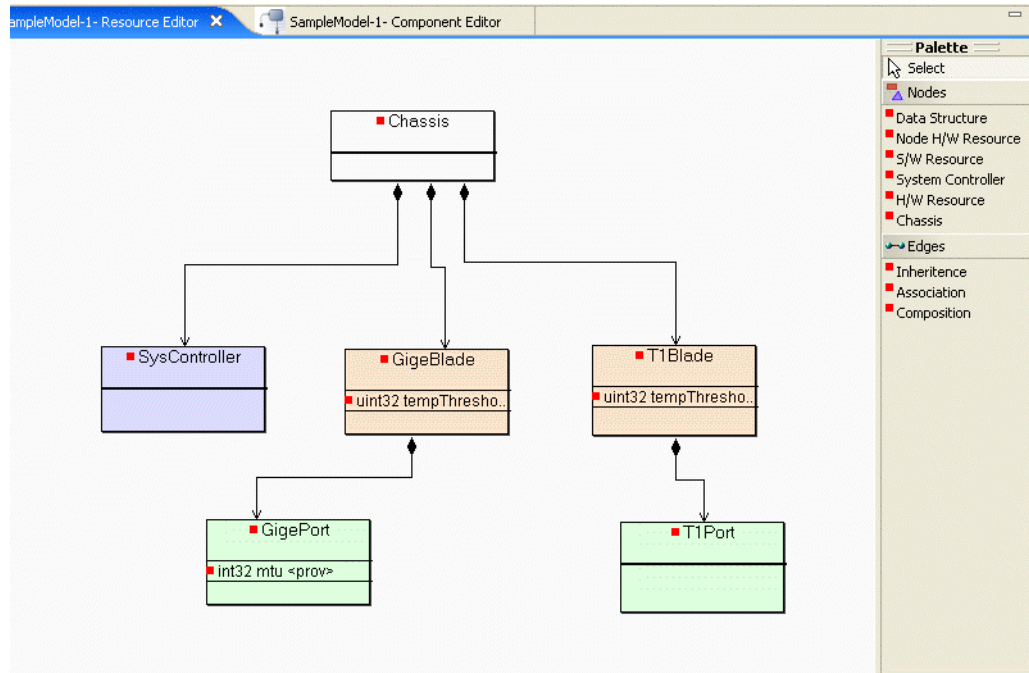 ampleModel-1- Resource Editor
SampleModel-1- Component Editor
Palette
Select
Nodes
Data Structure
Node H/W Resource
S/W Resource
System Controller
H/W Resource
Chassis
Edges
Inheritence
Association
Composition
Chassis
SysController
GigeBlade
uint32 tempThresho..
T1Blade
uint32 tempThresho..
GigePort
int32 mtu <prov>
T1Port